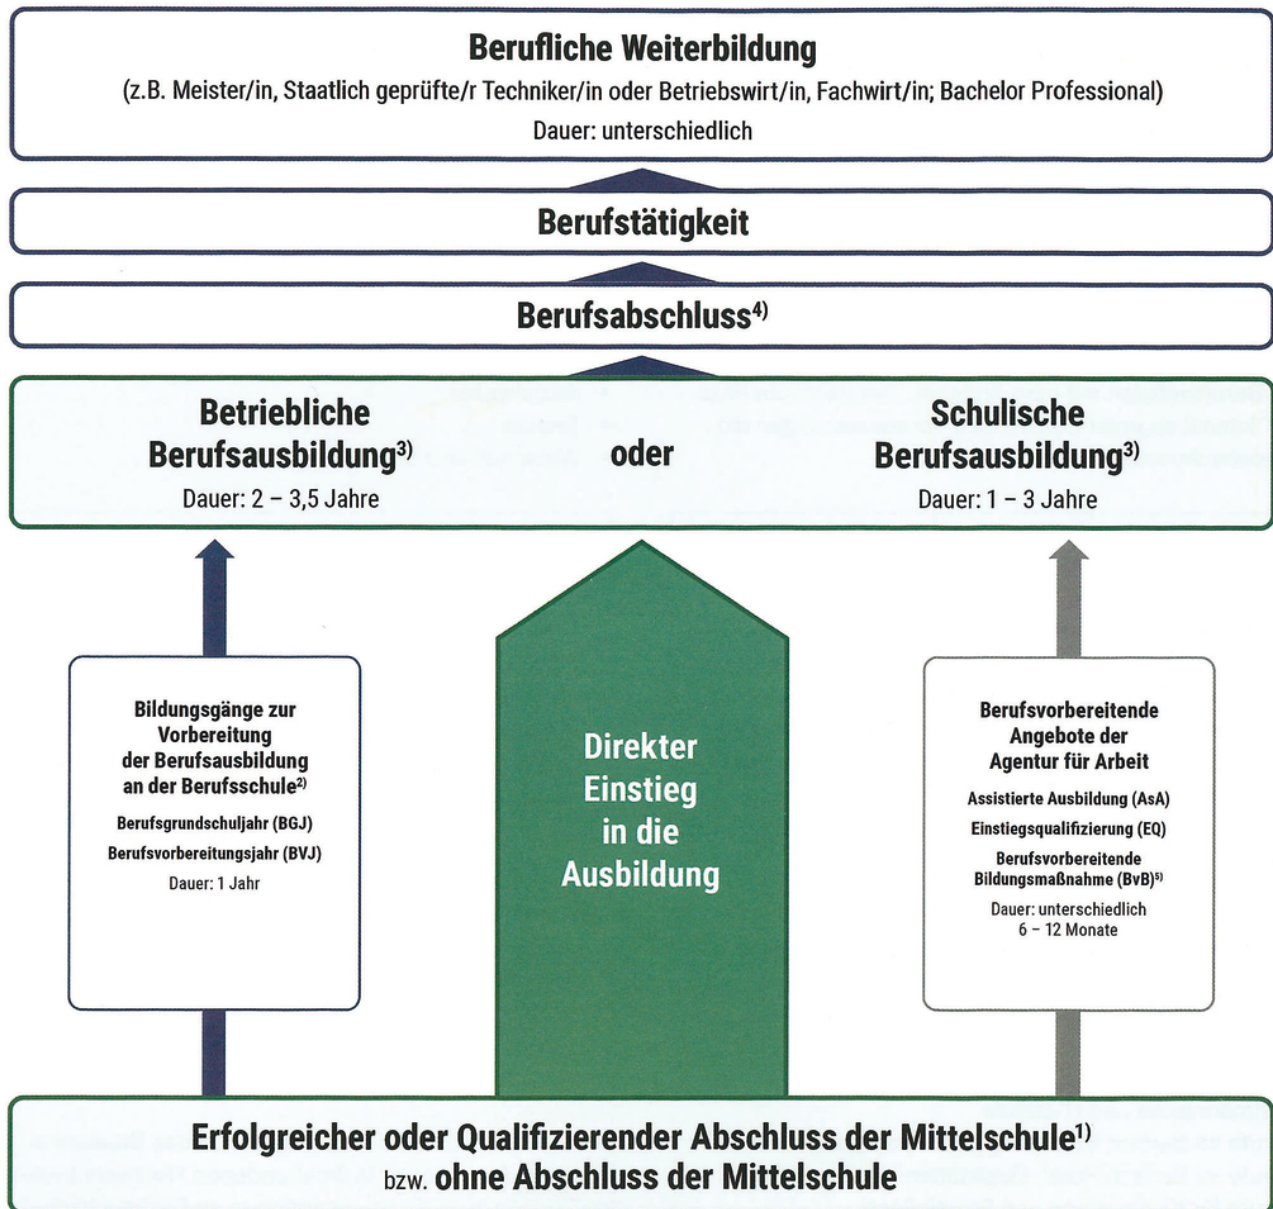 Berufliche Weiterbildung
(z.B. Meister/in, Staatlich geprüfte/r Techniker/in oder Betriebswirt/in, Fachwirt/in; Bachelor Professional)
Dauer: unterschiedlich
Berufstätigkeit
Berufsabschluss⁴⁾
Betriebliche
Berufsausbildung³⁾
Dauer: 2 – 3,5 Jahre
oder
Schulische
Berufsausbildung³⁾
Dauer: 1 – 3 Jahre
Bildungsgänge zur
Vorbereitung
der Berufsausbildung
an der Berufsschule²⁾
Berufsgrundschuljahr (BGJ)
Berufsvorbereitungsjahr (BVJ)
Dauer: 1 Jahr
Direkter
Einstieg
in die
Ausbildung
Berufsvorbereitende
Angebote der
Agentur für Arbeit
Assistierte Ausbildung (AsA)
Einstiegsqualifizierung (EQ)
Berufsvorbereitende
Bildungsmaßnahme (BvB)⁵⁾
Dauer: unterschiedlich
6 – 12 Monate
Erfolgreicher oder Qualifizierender Abschluss der Mittelschule¹⁾
bzw. ohne Abschluss der Mittelschule